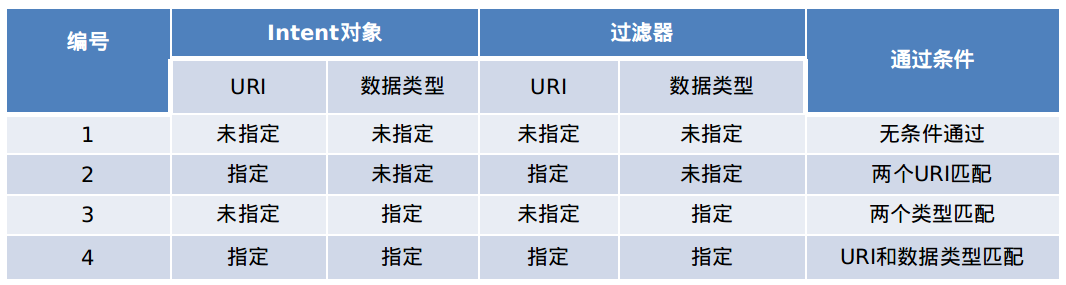 编号 Intent对象 过滤器 通过条件
URI 数据类型 URI 数据类型
1 未指定 未指定 未指定 未指定 无条件通过
2 指定 未指定 指定 未指定 两个URI匹配
3 未指定 指定 未指定 指定 两个类型匹配
4 指定 指定 指定 指定 URI和数据类型匹配